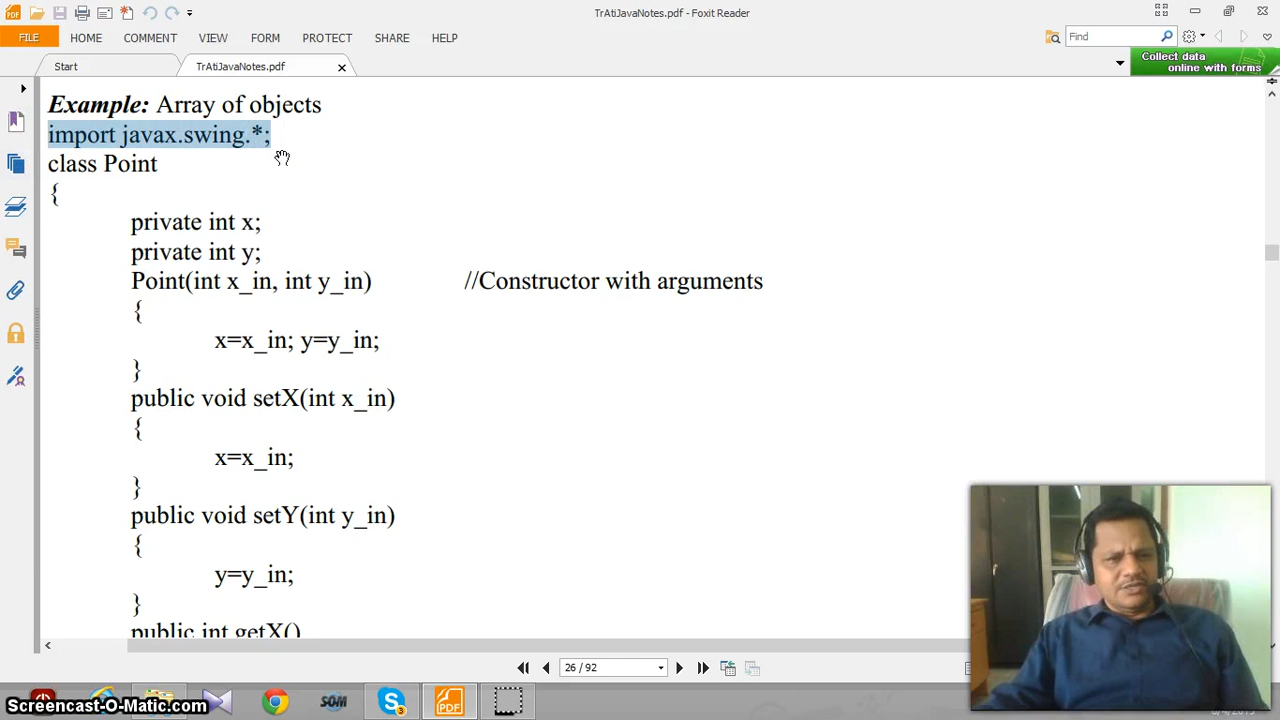 TrAtiJavaNotes.pdf - Foxit Reader
FILE HOME COMMENT VIEW FORM PROTECT SHARE HELP
Find
Start TrAtiJavaNotes.pdf
Collect data
online with forms
Example: Array of objects
import javax.swing.*;
class Point
{
private int x;
private int y;
Point(int x_in, int y_in) //Constructor with arguments
{
x=x_in; y=y_in;
}
public void setX(int x_in)
{
x=x_in;
}
public void setY(int y_in)
{
y=y_in;
}
public int getX()
26 / 92
SOM
Screencast-O-Matic.com